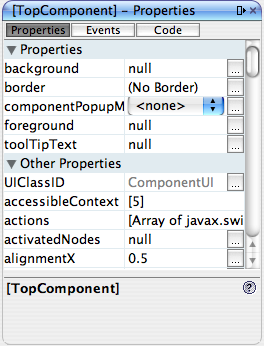 [TopComponent] – Properties
Properties Events Code
Properties
background null ...
border (No Border) ...
componentPopupM <none> ...
foreground null ...
toolTipText null ...
Other Properties
UIClassID ComponentUI ...
accessibleContext [5]
actions [Array of javax.swi
activatedNodes null ...
alignmentX 0.5 ...
[TopComponent] ?